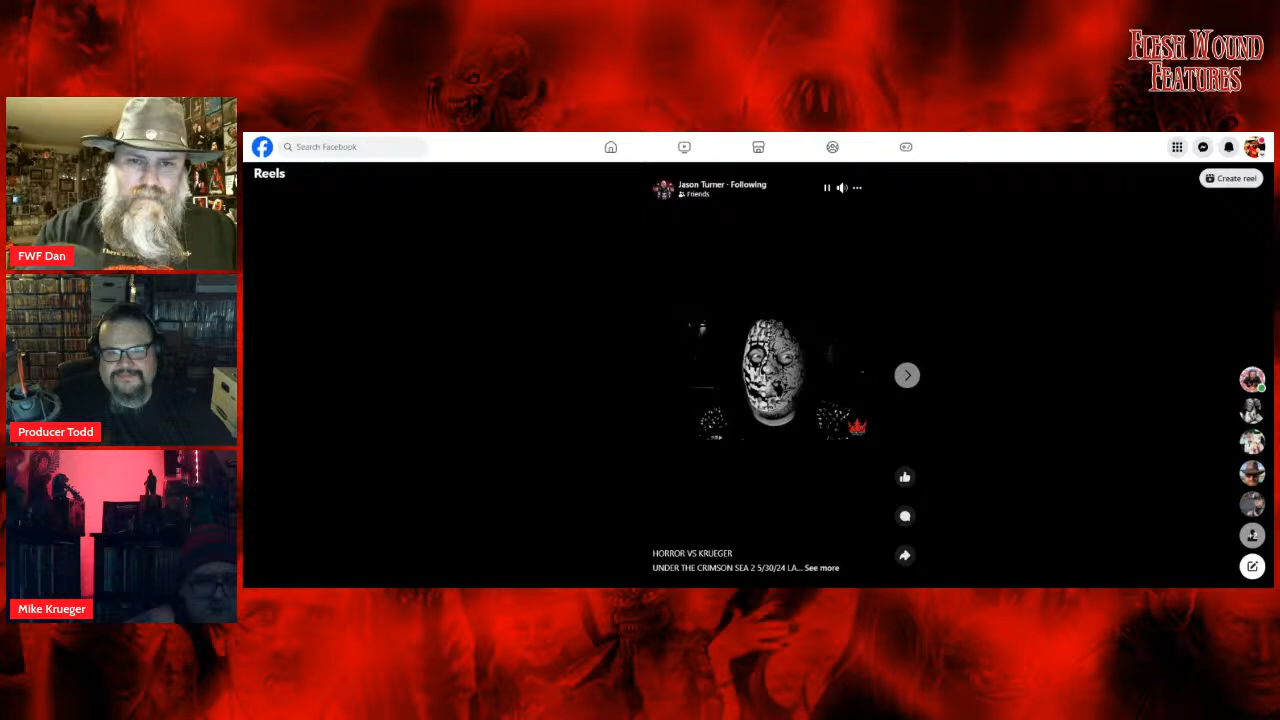 FLESH WOUND
FEATURES
Search Facebook
Reels
Create reel
Jason Turner · Following
Friends
FWF Dan
Producer Todd
+2
HORROR VS KRUEGER
UNDER THE CRIMSON SEA 2 5/30/24 LA... See more
Mike Krueger